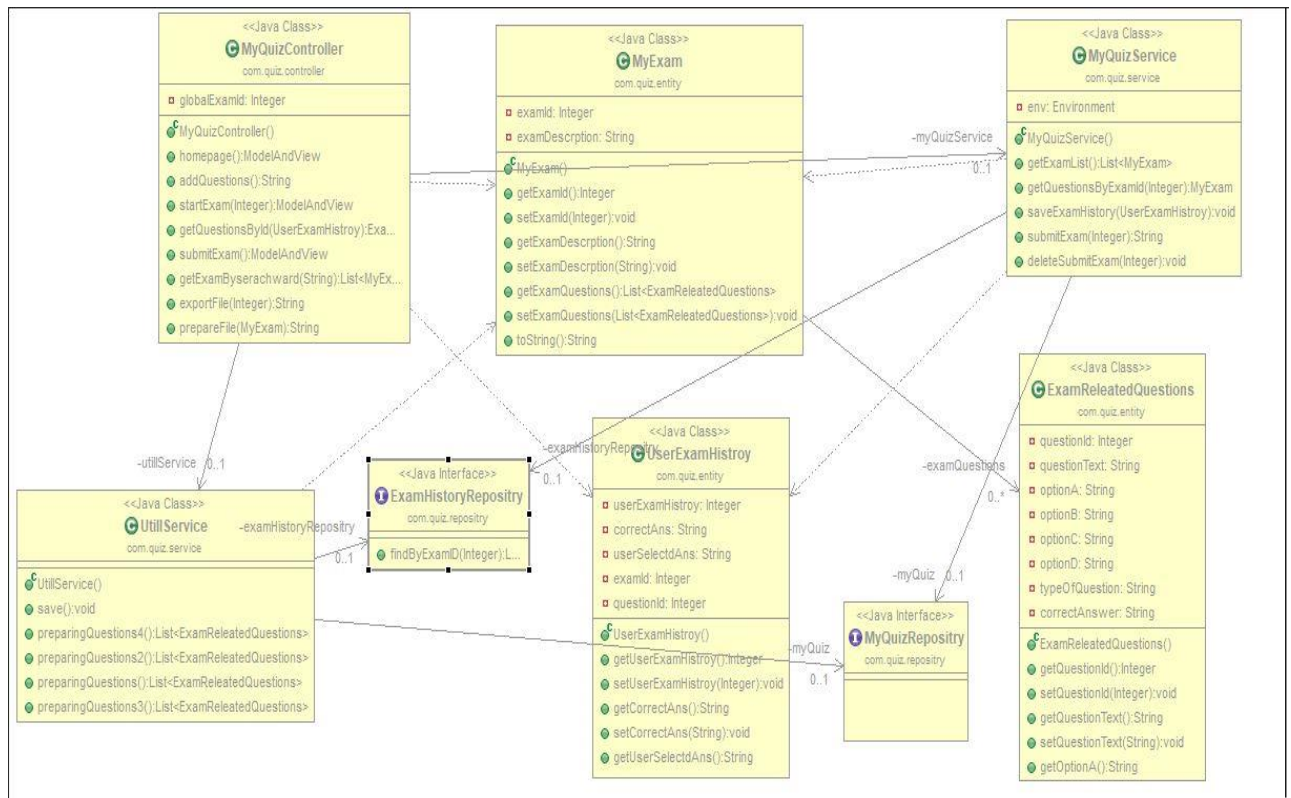 <<Java Class>>
MyQuizController
com.quiz.controller
globalExamId: Integer
MyQuizController()
homepage():ModelAndView
addQuestions():String
startExam(Integer):ModelAndView
getQuestionsById(UserExamHistroy):Exa...
submitExam():ModelAndView
getExamByserachward(String):List<MyEx...
exportFile(Integer):String
prepareFile(MyExam):String
<<Java Class>>
MyExam
com.quiz.entity
examId: Integer
examDescrption: String
MyExam()
getExamId():Integer
setExamId(Integer):void
getExamDescrption():String
setExamDescrption(String):void
getExamQuestions():List<ExamReleatedQuestions>
setExamQuestions(List<ExamReleatedQuestions>):void
toString():String
-myQuizService
0..1
<<Java Class>>
MyQuizService
com.quiz.service
env: Environment
MyQuizService()
getExamList():List<MyExam>
getQuestionsByExamId(Integer):MyExam
saveExamHistory(UserExamHistroy):void
submitExam(Integer):String
deleteSubmitExam(Integer):void
-utillService 0..1
<<Java Class>>
UtillService
com.quiz.service
UtillService()
save():void
preparingQuestions4():List<ExamReleatedQuestions>
preparingQuestions2():List<ExamReleatedQuestions>
preparingQuestions():List<ExamReleatedQuestions>
preparingQuestions3():List<ExamReleatedQuestions>
-examHistoryRepositry
0..1
<<Java Interface>>
ExamHistoryRepositry
com.quiz.repositry
findByExamID(Integer):L...
-examHistoryRepositry
0..1
<<Java Class>>
UserExamHistroy
com.quiz.entity
userExamHistroy: Integer
correctAns: String
userSelectdAns: String
examId: Integer
questionId: Integer
UserExamHistroy()
getUserExamHistroy():Integer
setUserExamHistroy(Integer):void
getCorrectAns():String
setCorrectAns(String):void
getUserSelectdAns():String
-myQuiz
0..1
-myQuiz 0..1
<<Java Interface>>
MyQuizRepositry
com.quiz.repositry
-examQuestions
0..*
<<Java Class>>
ExamReleatedQuestions
com.quiz.entity
questionId: Integer
questionText: String
optionA: String
optionB: String
optionC: String
optionD: String
typeOfQuestion: String
correctAnswer: String
ExamReleatedQuestions()
getQuestionId():Integer
setQuestionId(Integer):void
getQuestionText():String
setQuestionText(String):void
getOptionA():String